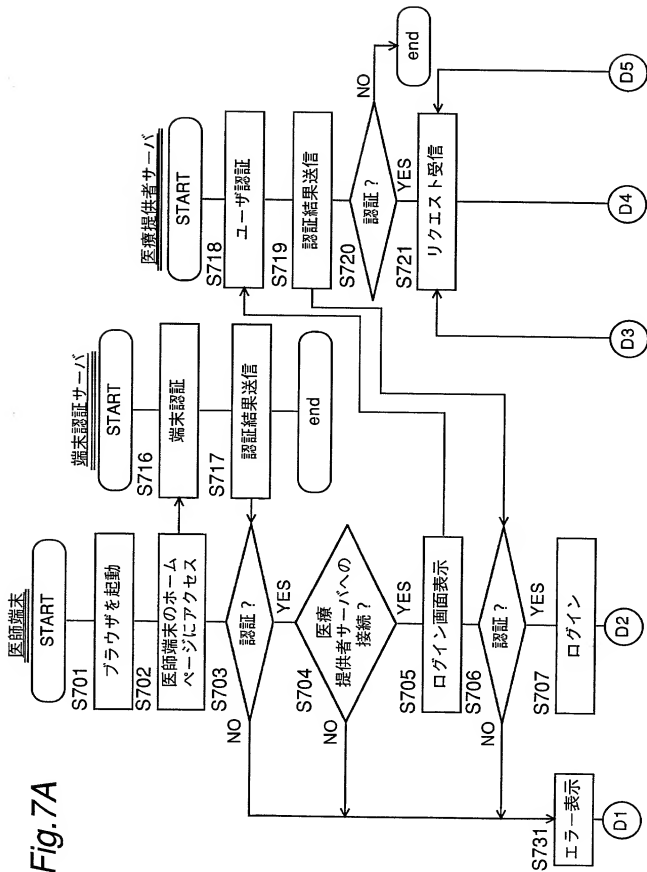 Fig.7A
医師端末
START
S701
ブラウザを起動
S702
医師端末のホーム
ページにアクセス
S703
認証？
NO
YES
S704
医療
提供者サーバへの
接続？
NO
YES
S705
ログイン画面表示
S706
認証？
NO
YES
S707
ログイン
D2
S731
エラー表示
D1
端末認証サーバ
START
S716
端末認証
S717
認証結果送信
end
医療提供者サーバ
START
S718
ユーザ認証
S719
認証結果送信
S720
認証？
NO
end
YES
S721
リクエスト受信
D3
D4
D5